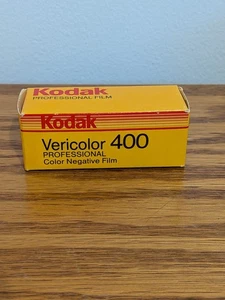 Kodak
PROFESSIONAL FILM
Kodak
Vericolor 400
PROFESSIONAL
Color Negative Film